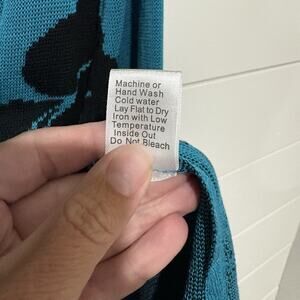 Machine or
Hand Wash
Cold water
Lay Flat to Dry
Iron with Low
Temperature
Inside Out
Do Not Bleach